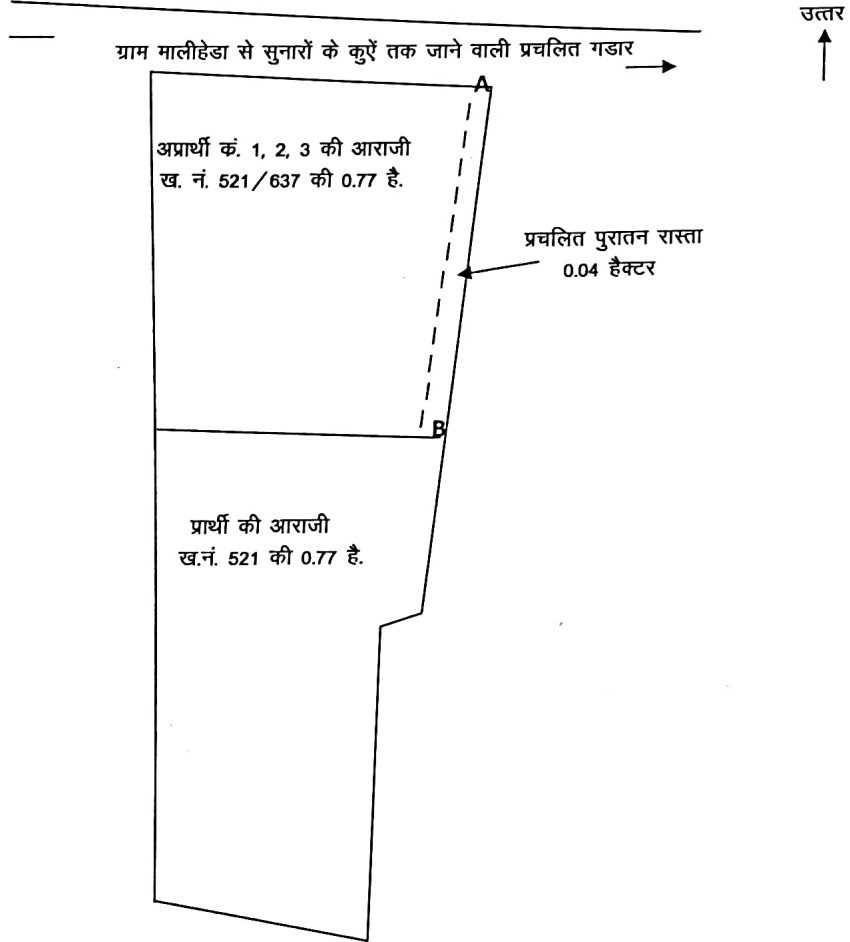 उत्तर
ग्राम मालीहेडा से सुनारों के कुऐं तक जाने वाली प्रचलित गडार
A
अप्रार्थी कं. 1, 2, 3 की आराजी
ख. नं. 521/637 की 0.77 है.
प्रचलित पुरातन रास्ता
0.04 हैक्टर
B
प्रार्थी की आराजी
ख.नं. 521 की 0.77 है.